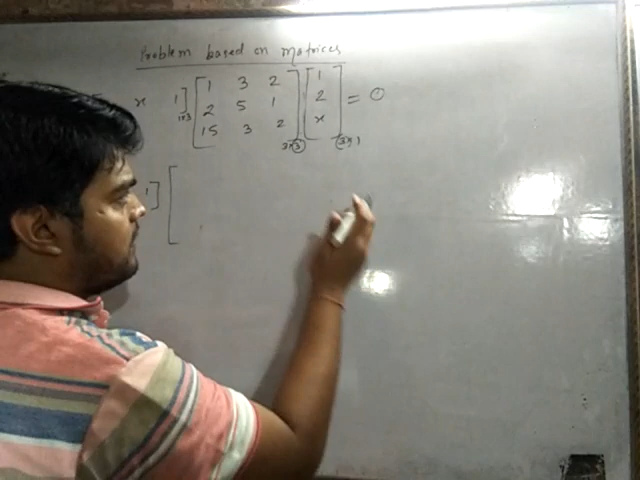 Problem based on matrices
x 1]1×3 [1 3 2] [1]
2 5 1 2 = 0
15 3 2 x
3×3 3×1
1] [